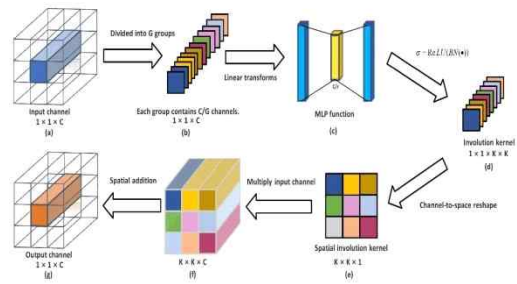 Divided into G groups
Linear transforms
σ – ReLU(BN(•))
Input channel
1 × 1 × C
(a)
Each group contains C/G channels.
1 × 1 × C
(b)
MLP function
(c)
Involution kernel
1 × 1 × K × K
(d)
Channel-to-space reshape
Spatial addition
Multiply input channel
Output channel
1 × 1 × C
(g)
K × K × C
(f)
Spatial involution kernel
K × K × 1
(e)